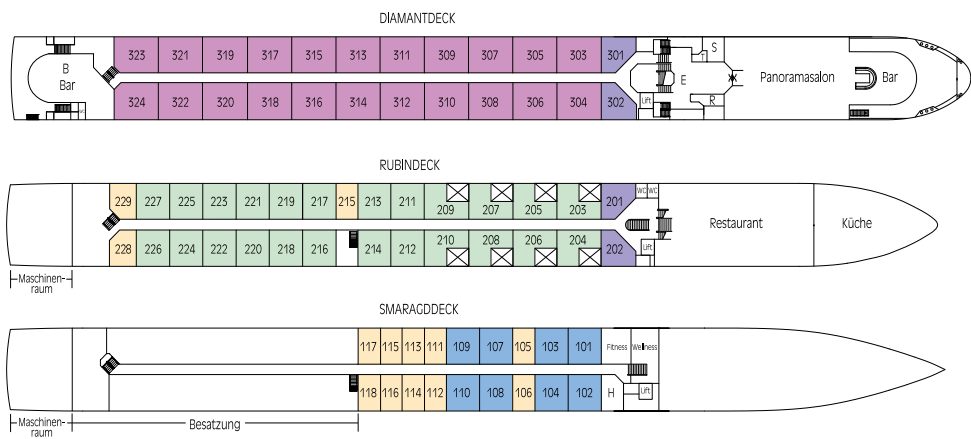 DIAMANTDECK
B
Bar
323 321 319 317 315 313 311 309 307 305 303 301
324 322 320 318 316 314 312 310 308 306 304 302
S
E
Lift
R
Panoramasalon
Bar
RUBINDECK
229 227 225 223 221 219 217 215 213 211 209 207 205 203 201
228 226 224 222 220 218 216 214 212 210 208 206 204 202
WC WC
Lift
Restaurant
Küche
Maschinen-
raum
SMARAGDDECK
117 115 113 111 109 107 105 103 101
118 116 114 112 110 108 106 104 102
Fitness
Wellness
H
Lift
Maschinen-
raum
Besatzung